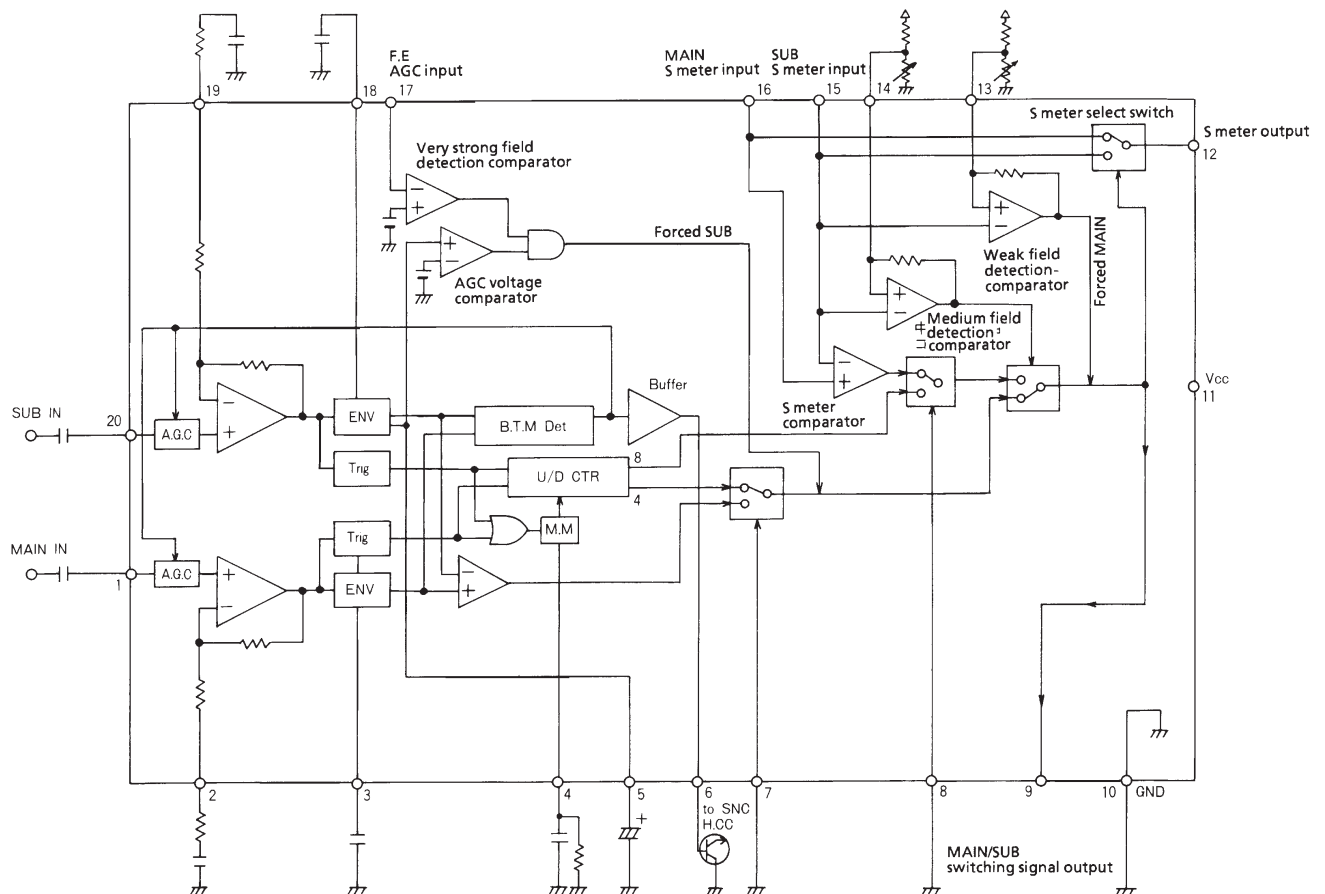 F.E
AGC input
MAIN
S meter input
SUB
S meter input
19
18
17
16
15
14
13
S meter select switch
S meter output
12
Very strong field
detection comparator
−
+
Forced SUB
+
−
AGC voltage
comparator
+
−
Weak field
detection-
comparator
Forced MAIN
+
−
Medium field
detection
comparator
−
+
S meter
comparator
Vcc
11
Buffer
SUB IN
20
A.G.C
−
+
ENV
B.T.M Det
Trig
U/D CTR
8
4
MAIN IN
1
A.G.C
+
−
Trig
M.M
ENV
−
+
2
3
4
5
6
7
8
9
10
GND
+
to SNC
H.CC
MAIN/SUB
switching signal output